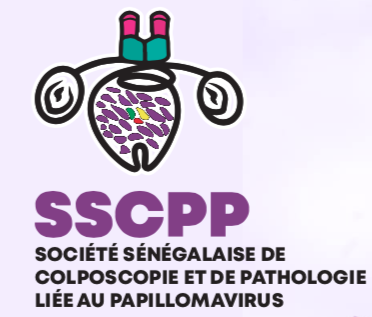 SSCPP
SOCIÉTÉ SÉNÉGALAISE DE
COLPOSCOPIE ET DE PATHOLOGIE
LIÉE AU PAPILLOMAVIRUS